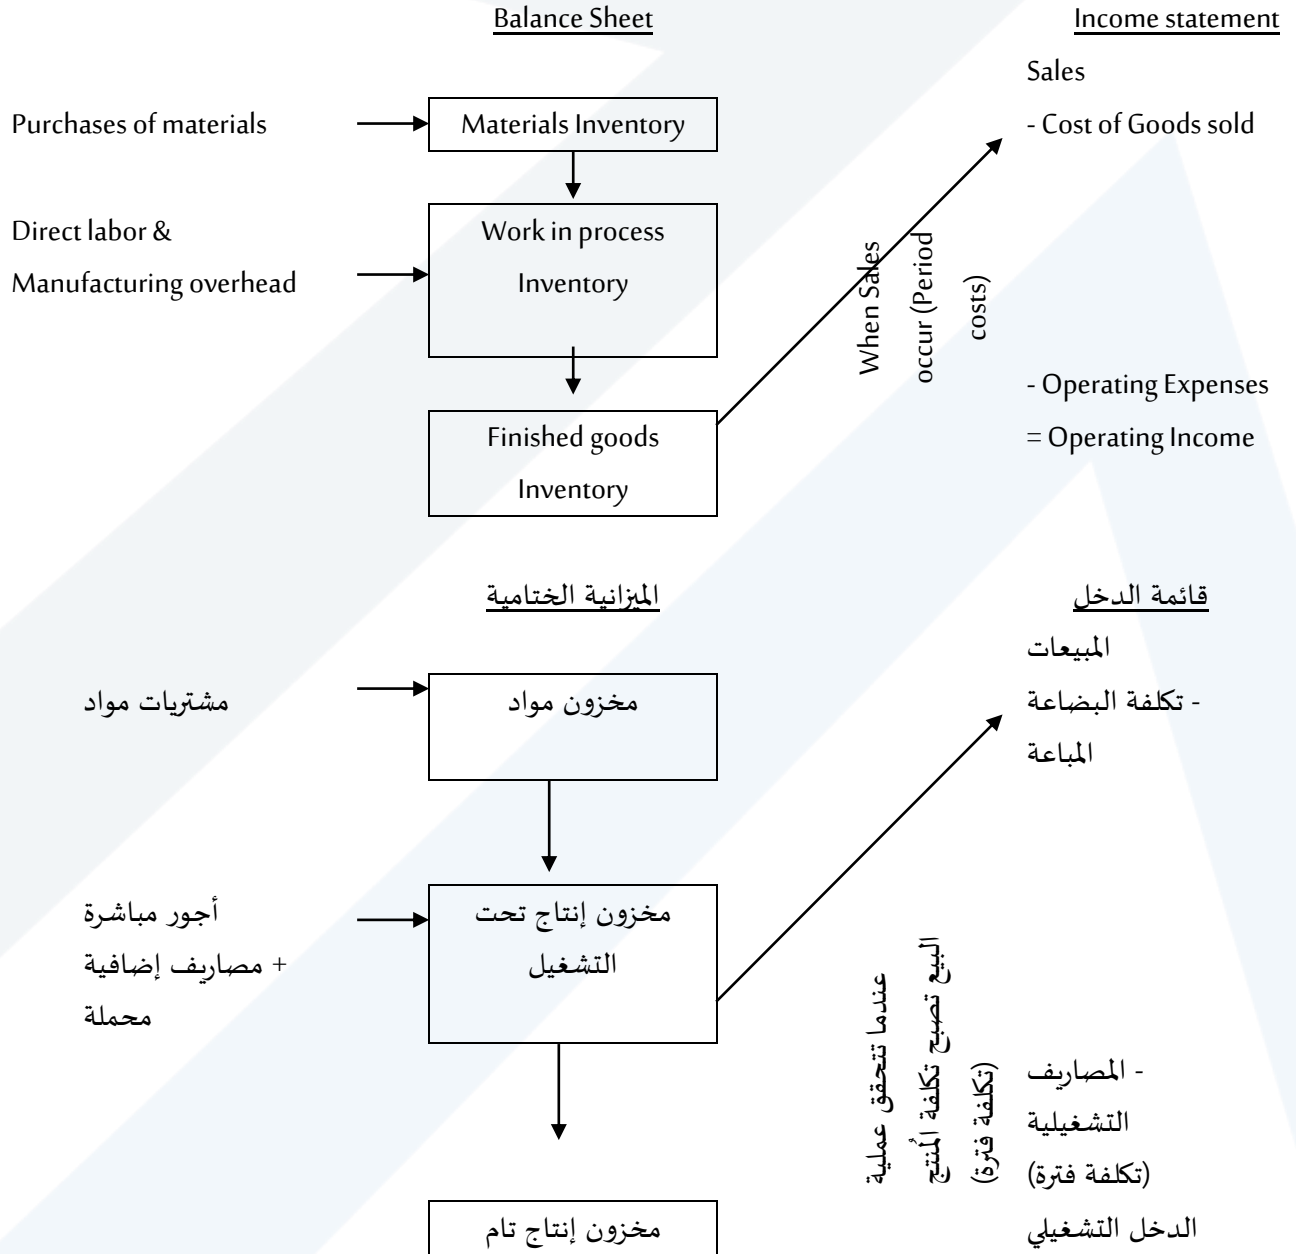 Balance Sheet
Income statement
Sales
Purchases of materials
Materials Inventory
- Cost of Goods sold
Direct labor &
Manufacturing overhead
Work in process
Inventory
When Sales
occur (Period
costs)
- Operating Expenses
= Operating Income
Finished goods
Inventory
الميزانية الختامية
قائمة الدخل
المبيعات
مشتريات مواد
مخزون مواد
- تكلفة البضاعة
المباعة
أجور مباشرة
+ مصاريف إضافية
محملة
مخزون إنتاج تحت
التشغيل
عندما تتحقق عملية
البيع تصبح تكلفة المُنتج
(تكلفة فترة)
- المصاريف
التشغيلية
(تكلفة فترة)
الدخل التشغيلي
مخزون إنتاج تام